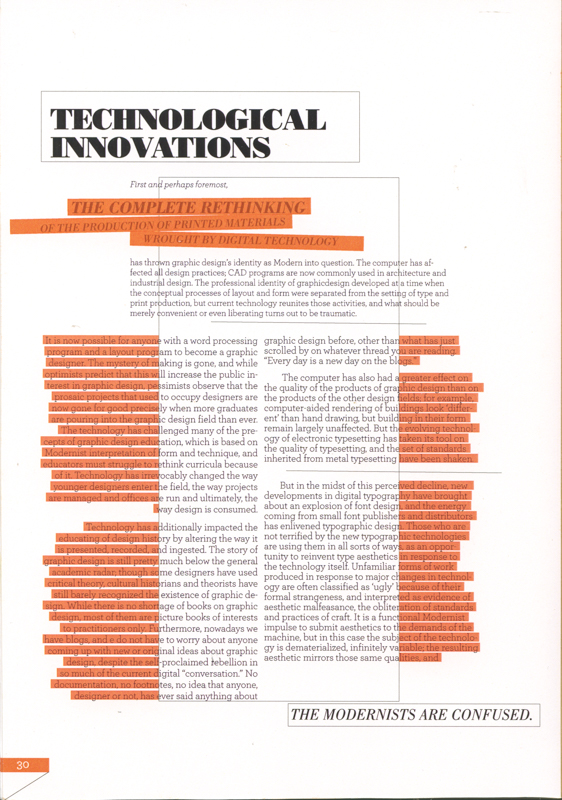 TECHNOLOGICAL
INNOVATIONS
First and perhaps foremost,
THE COMPLETE RETHINKING
OF THE PRODUCTION OF PRINTED MATERIALS
WROUGHT BY DIGITAL TECHNOLOGY
has thrown graphic design's identity as Modern into question. The computer has af-
fected all design practices; CAD programs are now commonly used in architecture and
industrial design. The professional identity of graphicdesign developed at a time when
the conceptual processes of layout and form were separated from the setting of type and
print production, but current technology reunites those activities, and what should be
merely convenient or even liberating turns out to be traumatic.
It is now possible for anyone with a word processing
program and a layout program to become a graphic
designer. The mystery of making is gone, and while
optimists predict that this will increase the public in-
terest in graphic design, pessimists observe that the
prosaic projects that used to occupy designers are
now gone for good precisely when more graduates
are pouring into the graphic design field than ever.
The technology has challenged many of the pre-
cepts of graphic design education, which is based on
Modernist interpretation of form and technique, and
educators must struggle to rethink curricula because
of it. Technology has irrevocably changed the way
younger designers enter the field, the way projects
are managed and offices are run and ultimately, the
way design is consumed.
Technology has additionally impacted the
educating of design history by altering the way it
is presented, recorded, and ingested. The story of
graphic design is still pretty much below the general
academic radar; though some designers have used
critical theory, cultural historians and theorists have
still barely recognized the existence of graphic de-
sign. While there is no shortage of books on graphic
design, most of them are picture books of interests
to practitioners only. Furthermore, nowadays we
have blogs, and e do not have to worry about anyone
coming up with new or original ideas about graphic
design, despite the self-proclaimed rebellion in
so much of the current digital "conversation." No
documentation, no footnotes, no idea that anyone,
designer or not, has ever said anything about
graphic design before, other than what has just
scrolled by on whatever thread you are reading.
"Every day is a new day on the blogs."
The computer has also had a greater effect on
the quality of the products of graphic design than on
the products of the other design fields; for example,
computer-aided rendering of buildings look 'differ-
ent' than hand drawing, but building in their form
remain largely unaffected. But the evolving technol-
ogy of electronic typesetting has taken its tool on
the quality of typesetting, and the set of standards
inherited from metal typesetting have been shaken.
But in the midst of this perceived decline, new
developments in digital typography have brought
about an explosion of font design, and the energy
coming from small font publishers and distributors
has enlivened typographic design. Those who are
not terrified by the new typographic technologies
are using them in all sorts of ways, as an oppor-
tunity to reinvent type aesthetics in response to
the technology itself. Unfamiliar forms of work
produced in response to major changes in technol-
ogy are often classified as 'ugly' because of their
formal strangeness, and interpreted as evidence of
aesthetic malfeasance, the obliteration of standards
and practices of craft. It is a functional Modernist
impulse to submit aesthetics to the demands of the
machine, but in this case the subject of the technolo-
gy is dematerialized, infinitely variable; the resulting
aesthetic mirrors those same qualities, and
THE MODERNISTS ARE CONFUSED.
30